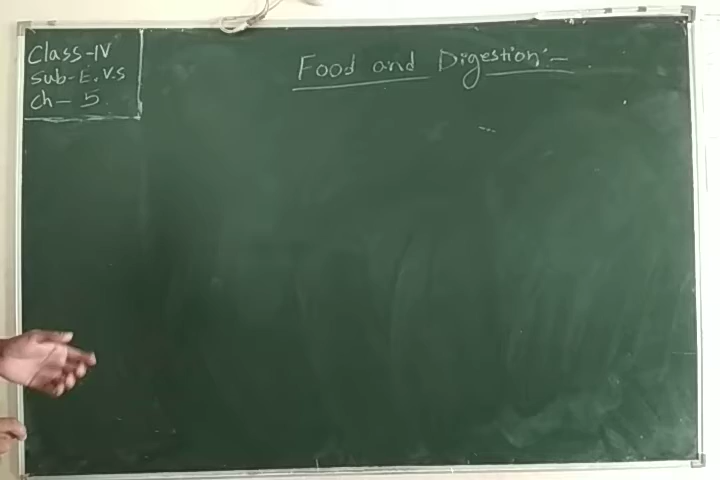 Class-IV
Sub-E.V.S
Ch- 5
Food and Digestion:-